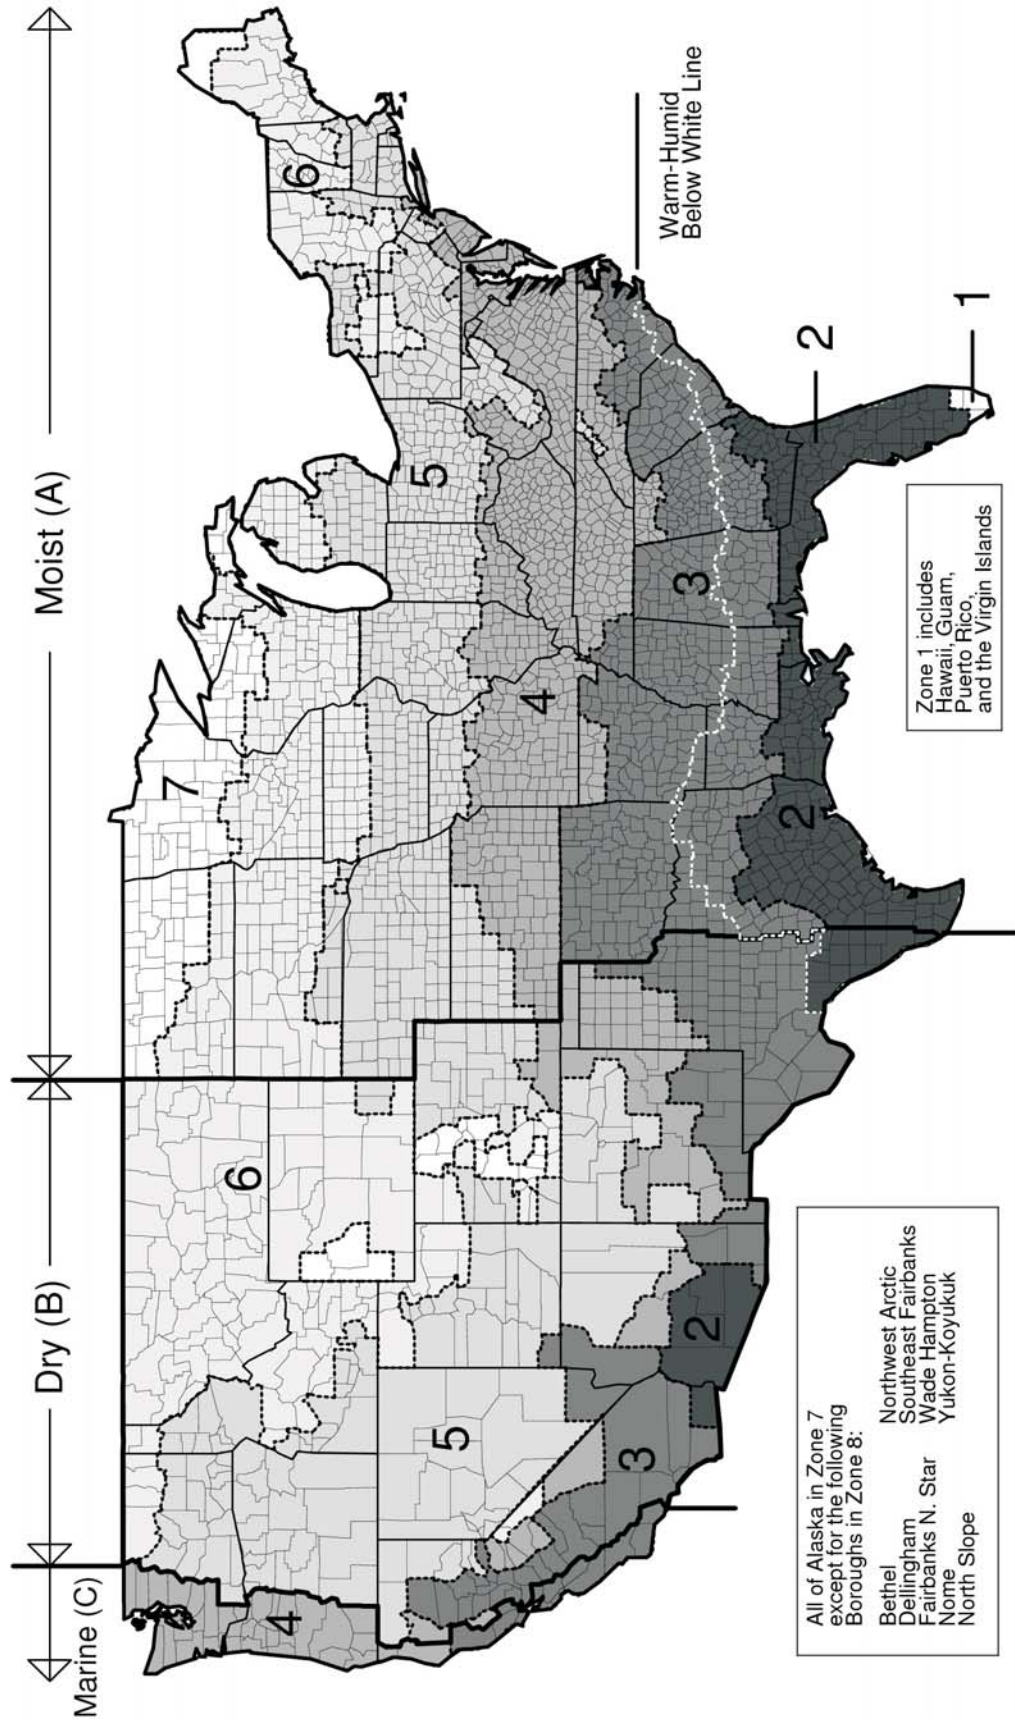 Marine (C)
Dry (B)
Moist (A)
7
6
6
5
5
4
4
3
3
2
2
2
1
Warm-Humid
Below White Line
All of Alaska in Zone 7
except for the following
Boroughs in Zone 8:
Bethel Northwest Arctic
Dellingham Southeast Fairbanks
Fairbanks N. Star Wade Hampton
Nome Yukon-Koyukuk
North Slope
Zone 1 includes
Hawaii, Guam,
Puerto Rico,
and the Virgin Islands